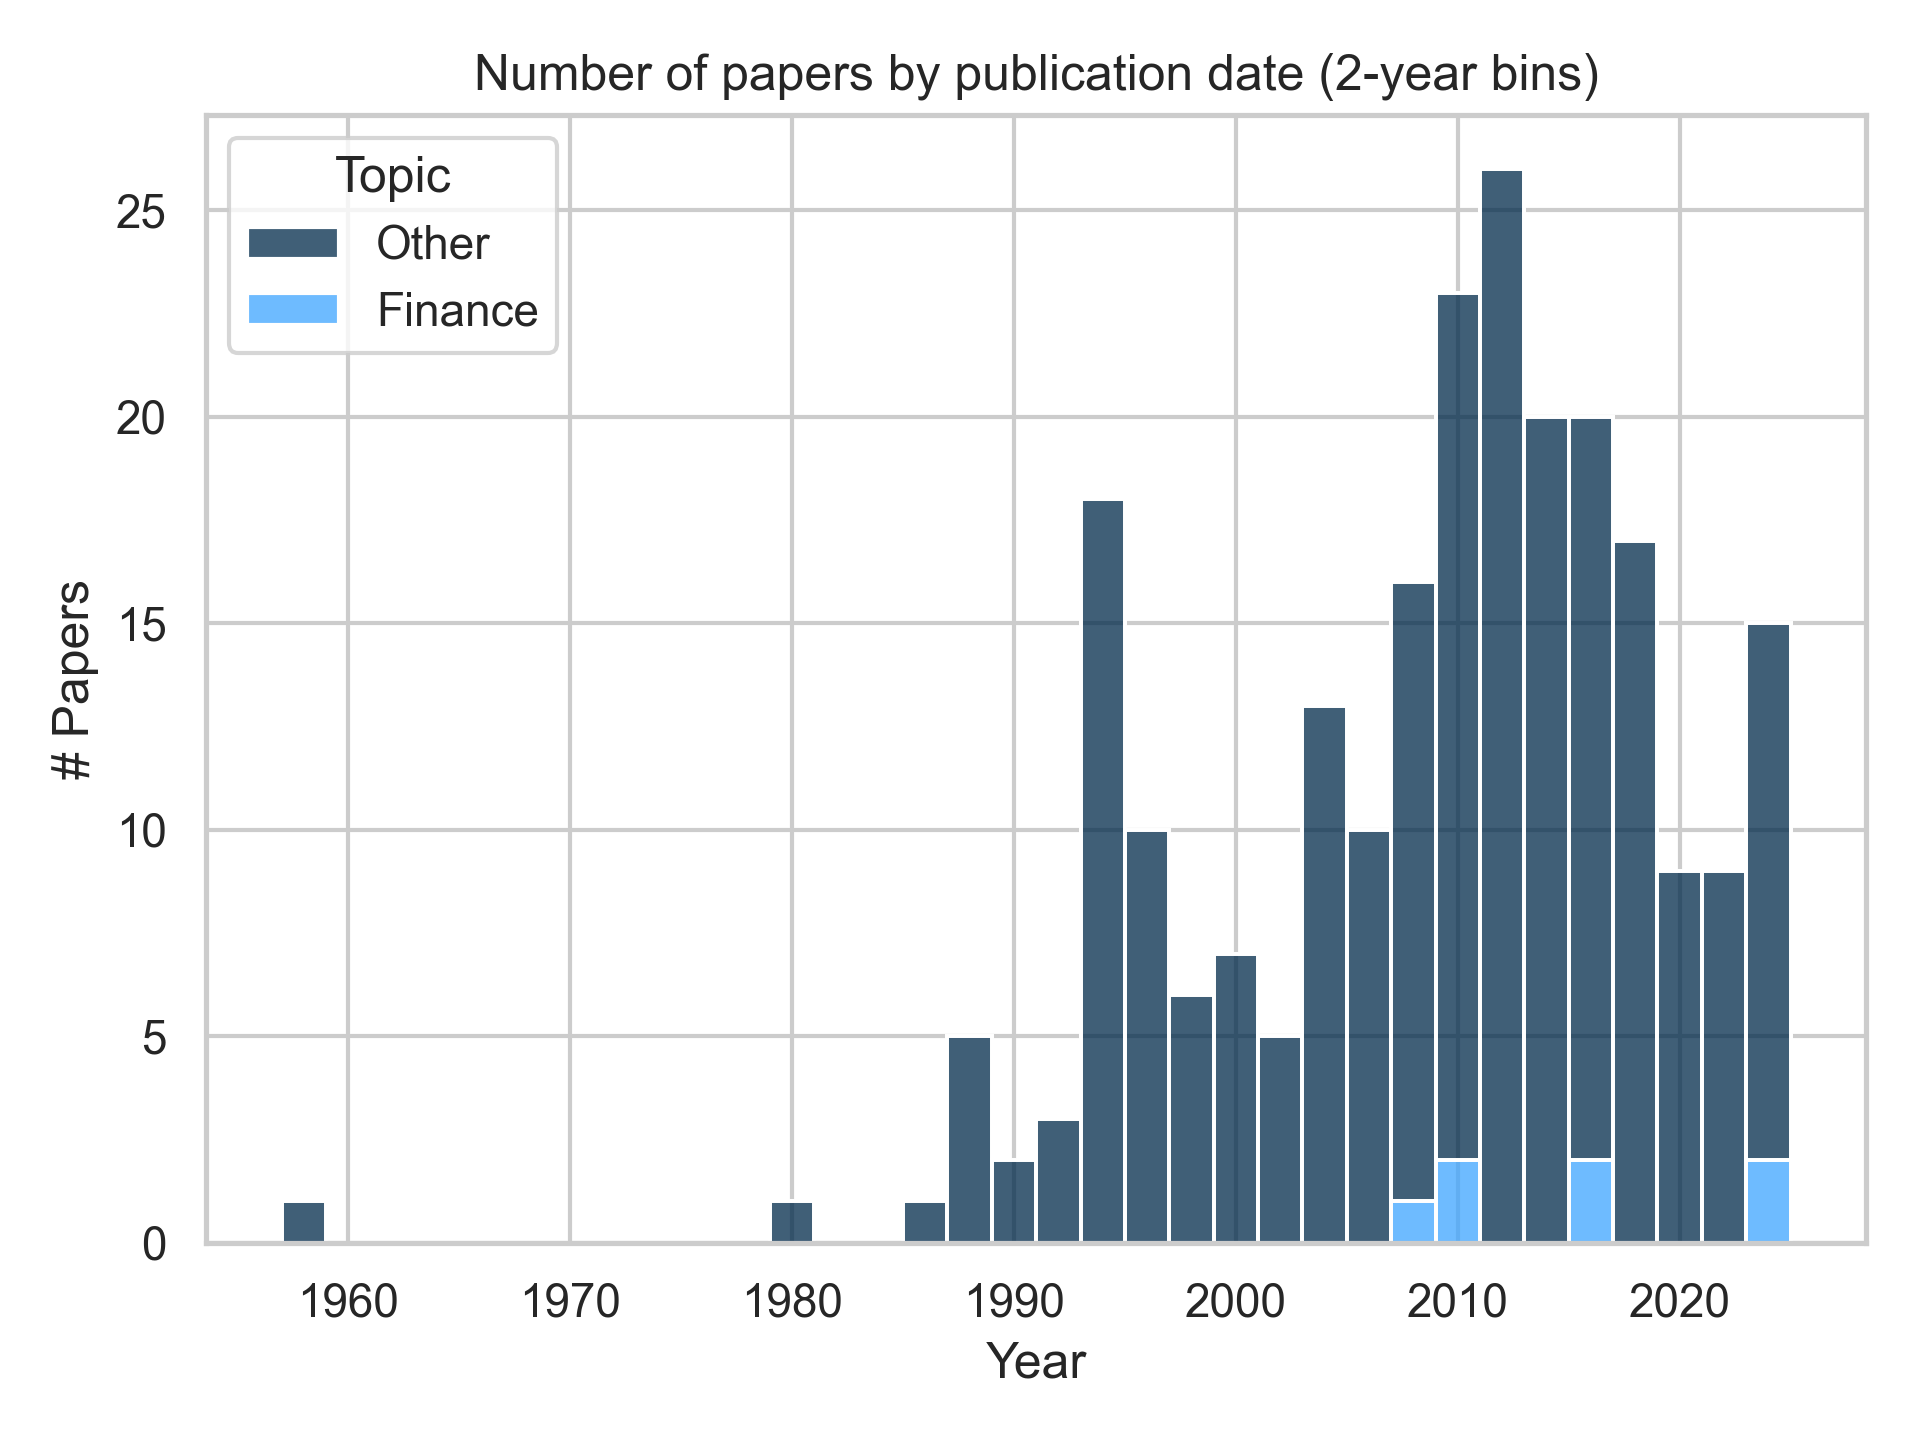 Number of papers by publication date (2-year bins)
Topic
Other
Finance
# Papers
25
20
15
10
5
0
1960 1970 1980 1990 2000 2010 2020
Year